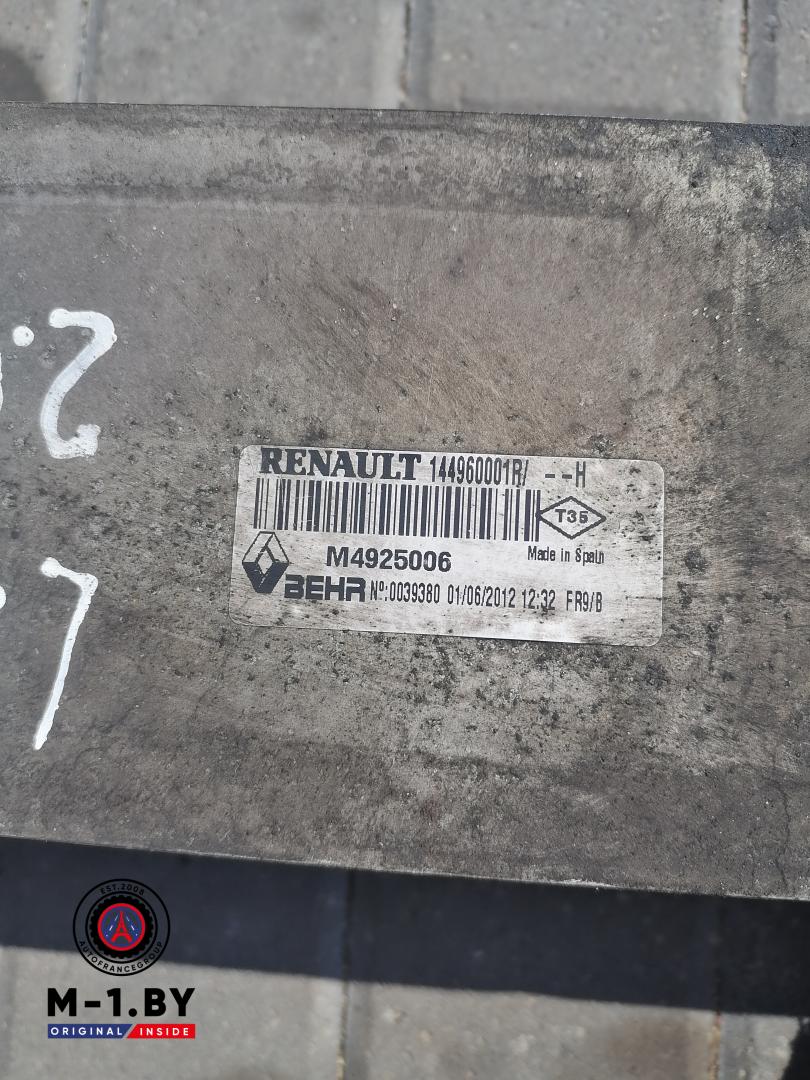 2.
RENAULT 144960001R/ --H
T35
M4925006
Made in Spain
BEHR Nº.:0039380 01/06/2012 12:32 FR9/B
EST.2008
AUTOFRANCEGROUP
M-1.BY
ORIGINAL INSIDE